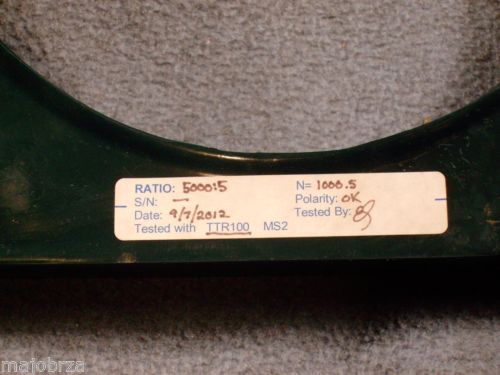 RATIO: 5000:5 N= 1000.5
S/N: — Polarity: OK
Date: 9/7/2012 Tested By:
Tested with TTR100 MS2
majobrza